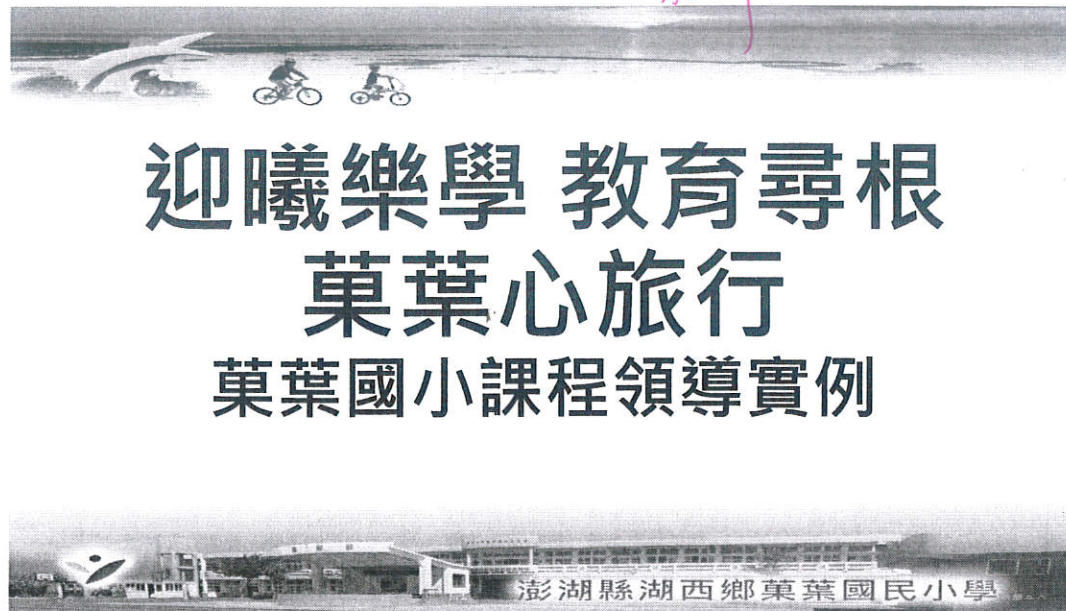 迎曦樂學 教育尋根
菓葉心旅行
菓葉國小課程領導實例
澎湖縣湖西鄉菓葉國民小學